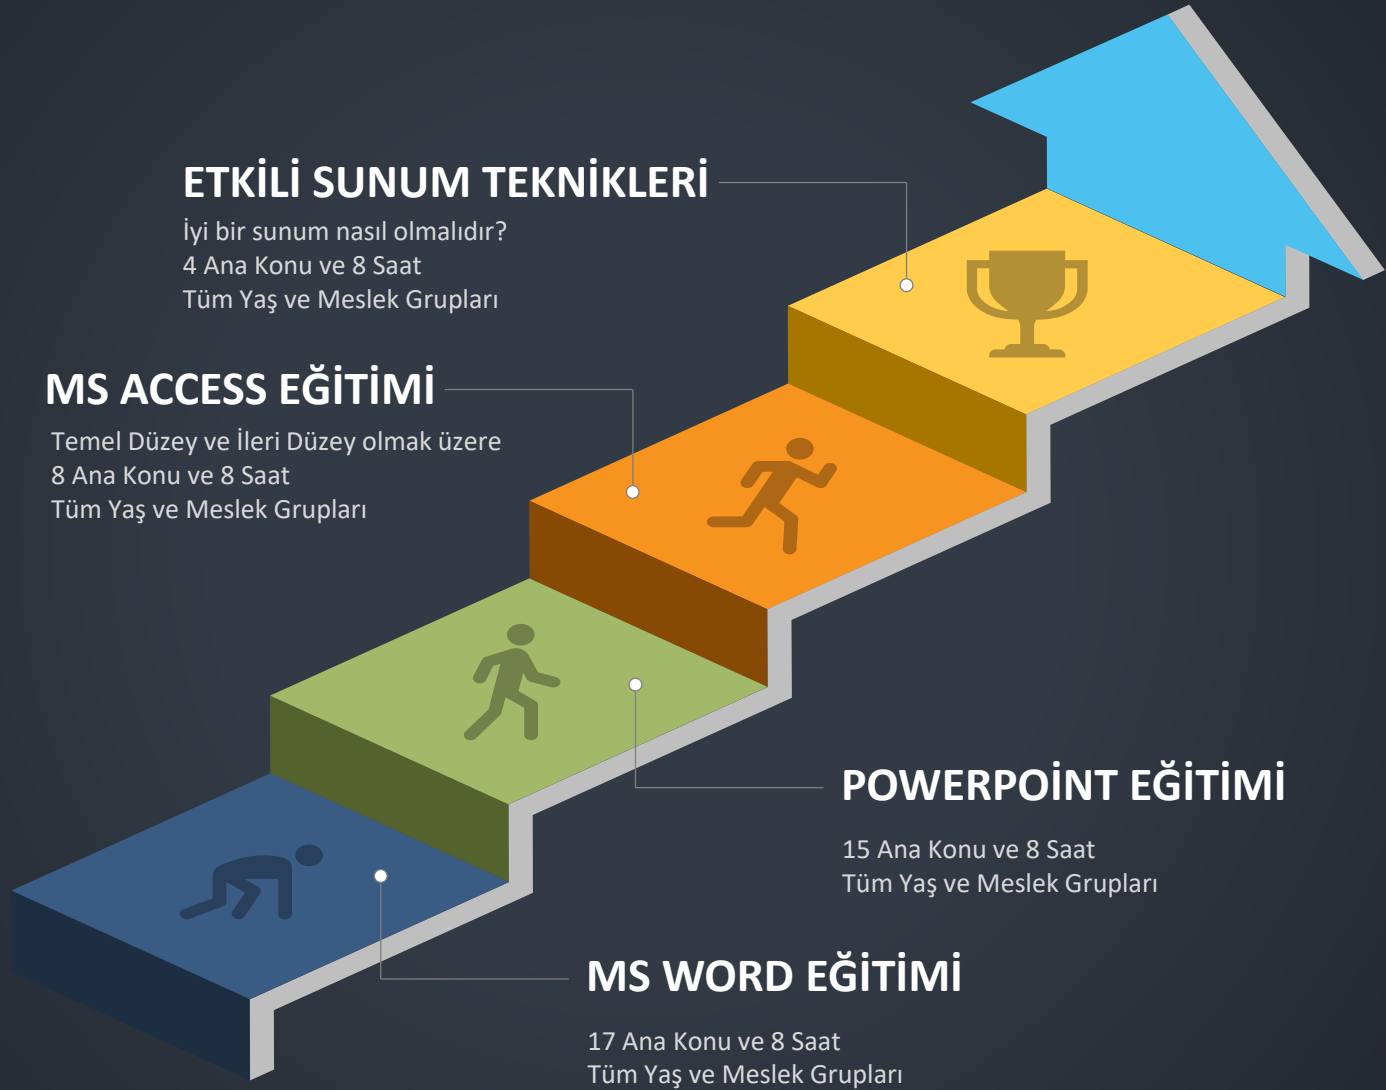 ETKİLİ SUNUM TEKNİKLERİ
İyi bir sunum nasıl olmalıdır?
4 Ana Konu ve 8 Saat
Tüm Yaş ve Meslek Grupları
MS ACCESS EĞİTİMİ
Temel Düzey ve İleri Düzey olmak üzere
8 Ana Konu ve 8 Saat
Tüm Yaş ve Meslek Grupları
POWERPOİNT EĞİTİMİ
15 Ana Konu ve 8 Saat
Tüm Yaş ve Meslek Grupları
MS WORD EĞİTİMİ
17 Ana Konu ve 8 Saat
Tüm Yaş ve Meslek Grupları